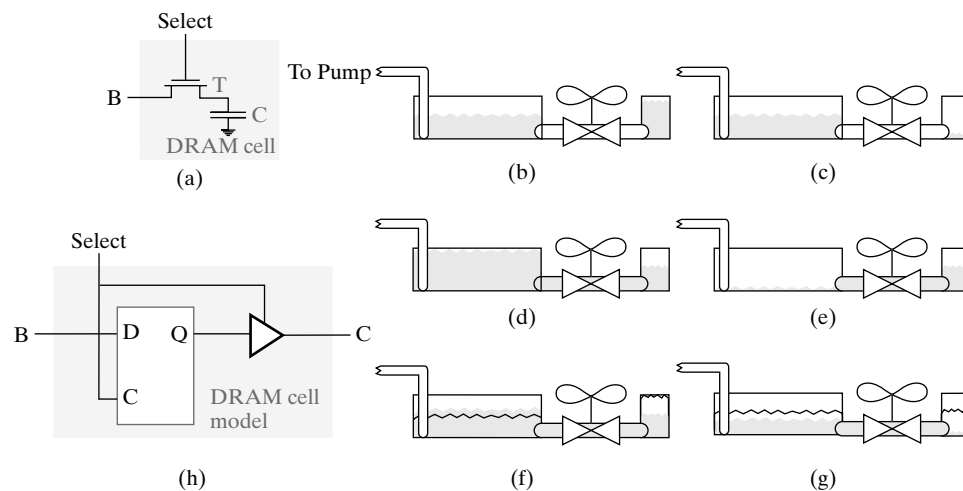 Select
T
B
C
DRAM cell
(a)
To Pump
(b)
(c)
Select
B
D
Q
C
C
DRAM cell
model
(h)
(d)
(e)
(f)
(g)